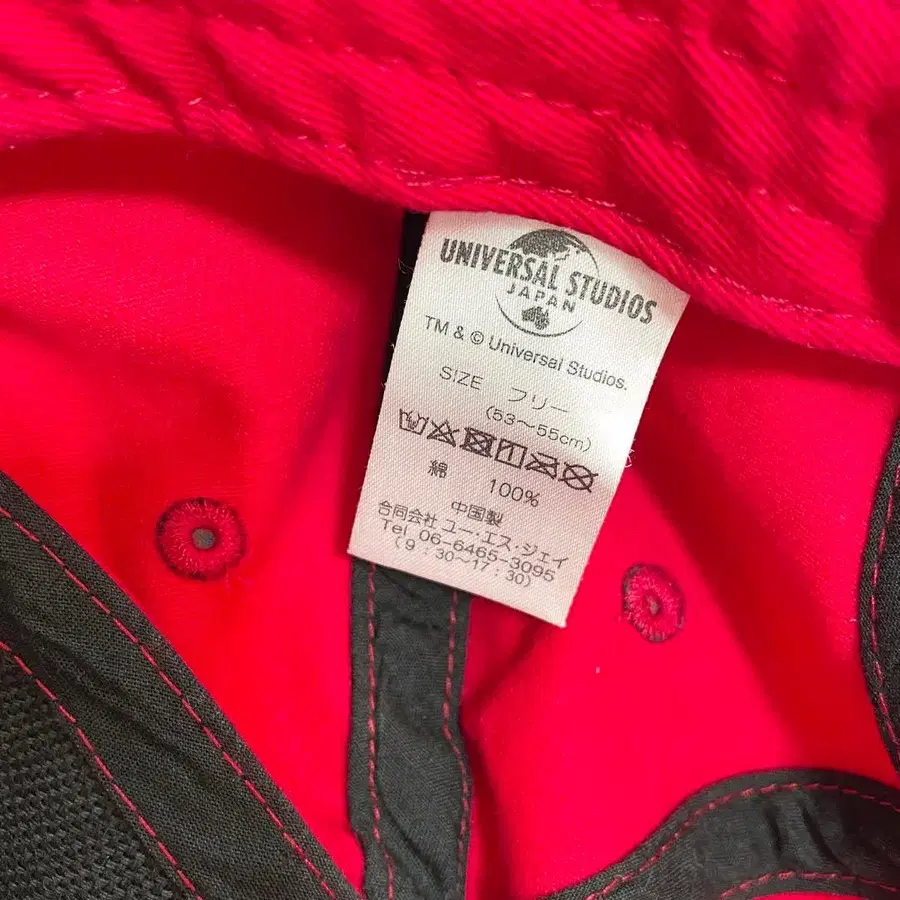 UNIVERSAL STUDIOS
JAPAN
TM & © Universal Studios.
SIZE フリー
(53～55cm)
綿 100%
中国製
合同会社 ユー・エス・ジェイ
Tel 06-6465-3095
(9:30～17:30)